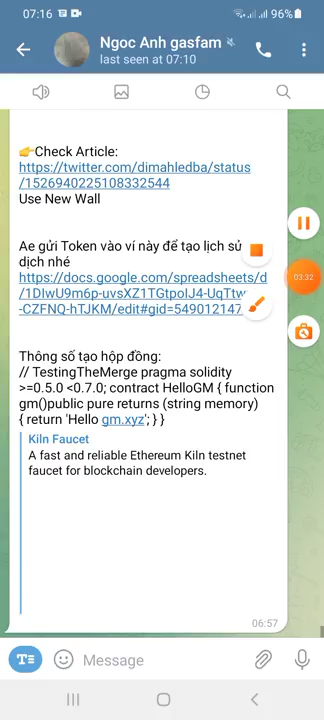 07:16
96%
Ngoc Anh gasfam
last seen at 07:10
👉Check Article:
https://twitter.com/dimahledba/status
/1526940225108332544
Use New Wall
Ae gửi Token vào ví này để tạo lịch sử
dịch nhé
https://docs.google.com/spreadsheets/d
-CZFNQ-hTJKM/edit#gid=549012147
03:32
Thông số tạo hộp đồng:
// TestingTheMerge pragma solidity
>=0.5.0 <0.7.0; contract HelloGM { function
gm()public pure returns (string memory)
{ return 'Hello gm.xyz'; } }
Kiln Faucet
A fast and reliable Ethereum Kiln testnet
faucet for blockchain developers.
06:57
Message